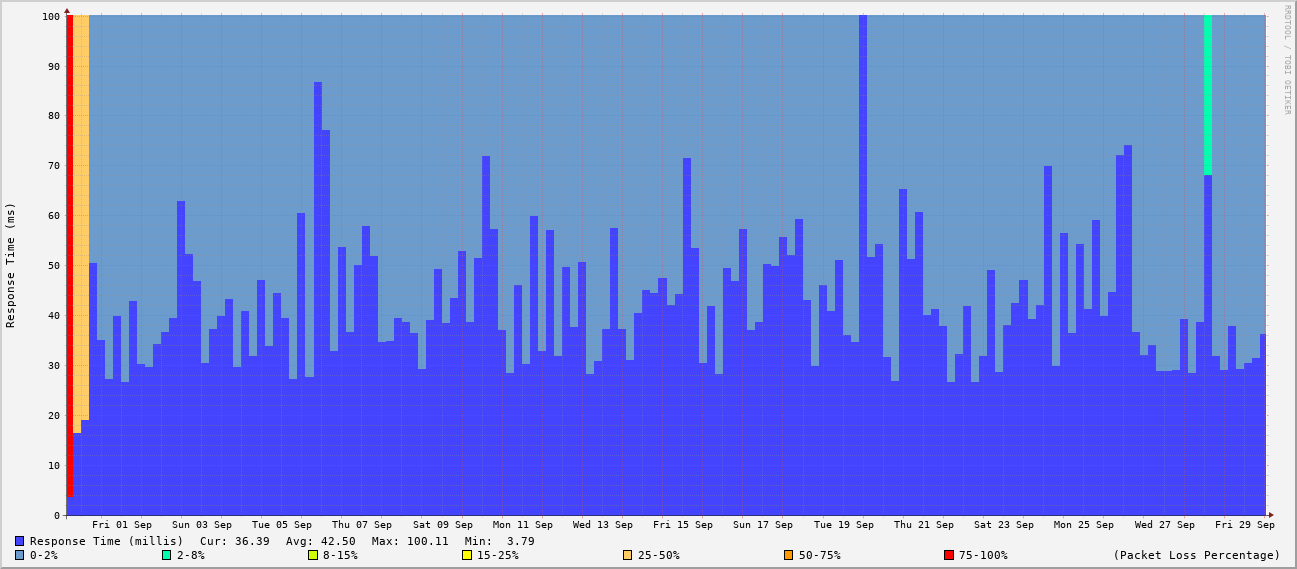 RRDTOOL / TOBI OETIKER
Response Time (ms)
100
90
80
70
60
50
40
30
20
10
0
Fri 01 Sep Sun 03 Sep Tue 05 Sep Thu 07 Sep Sat 09 Sep Mon 11 Sep Wed 13 Sep Fri 15 Sep Sun 17 Sep Tue 19 Sep Thu 21 Sep Sat 23 Sep Mon 25 Sep Wed 27 Sep Fri 29 Sep
Response Time (millis) Cur: 36.39 Avg: 42.50 Max: 100.11 Min: 3.79
0-2% 2-8% 8-15% 15-25% 25-50% 50-75% 75-100% (Packet Loss Percentage)